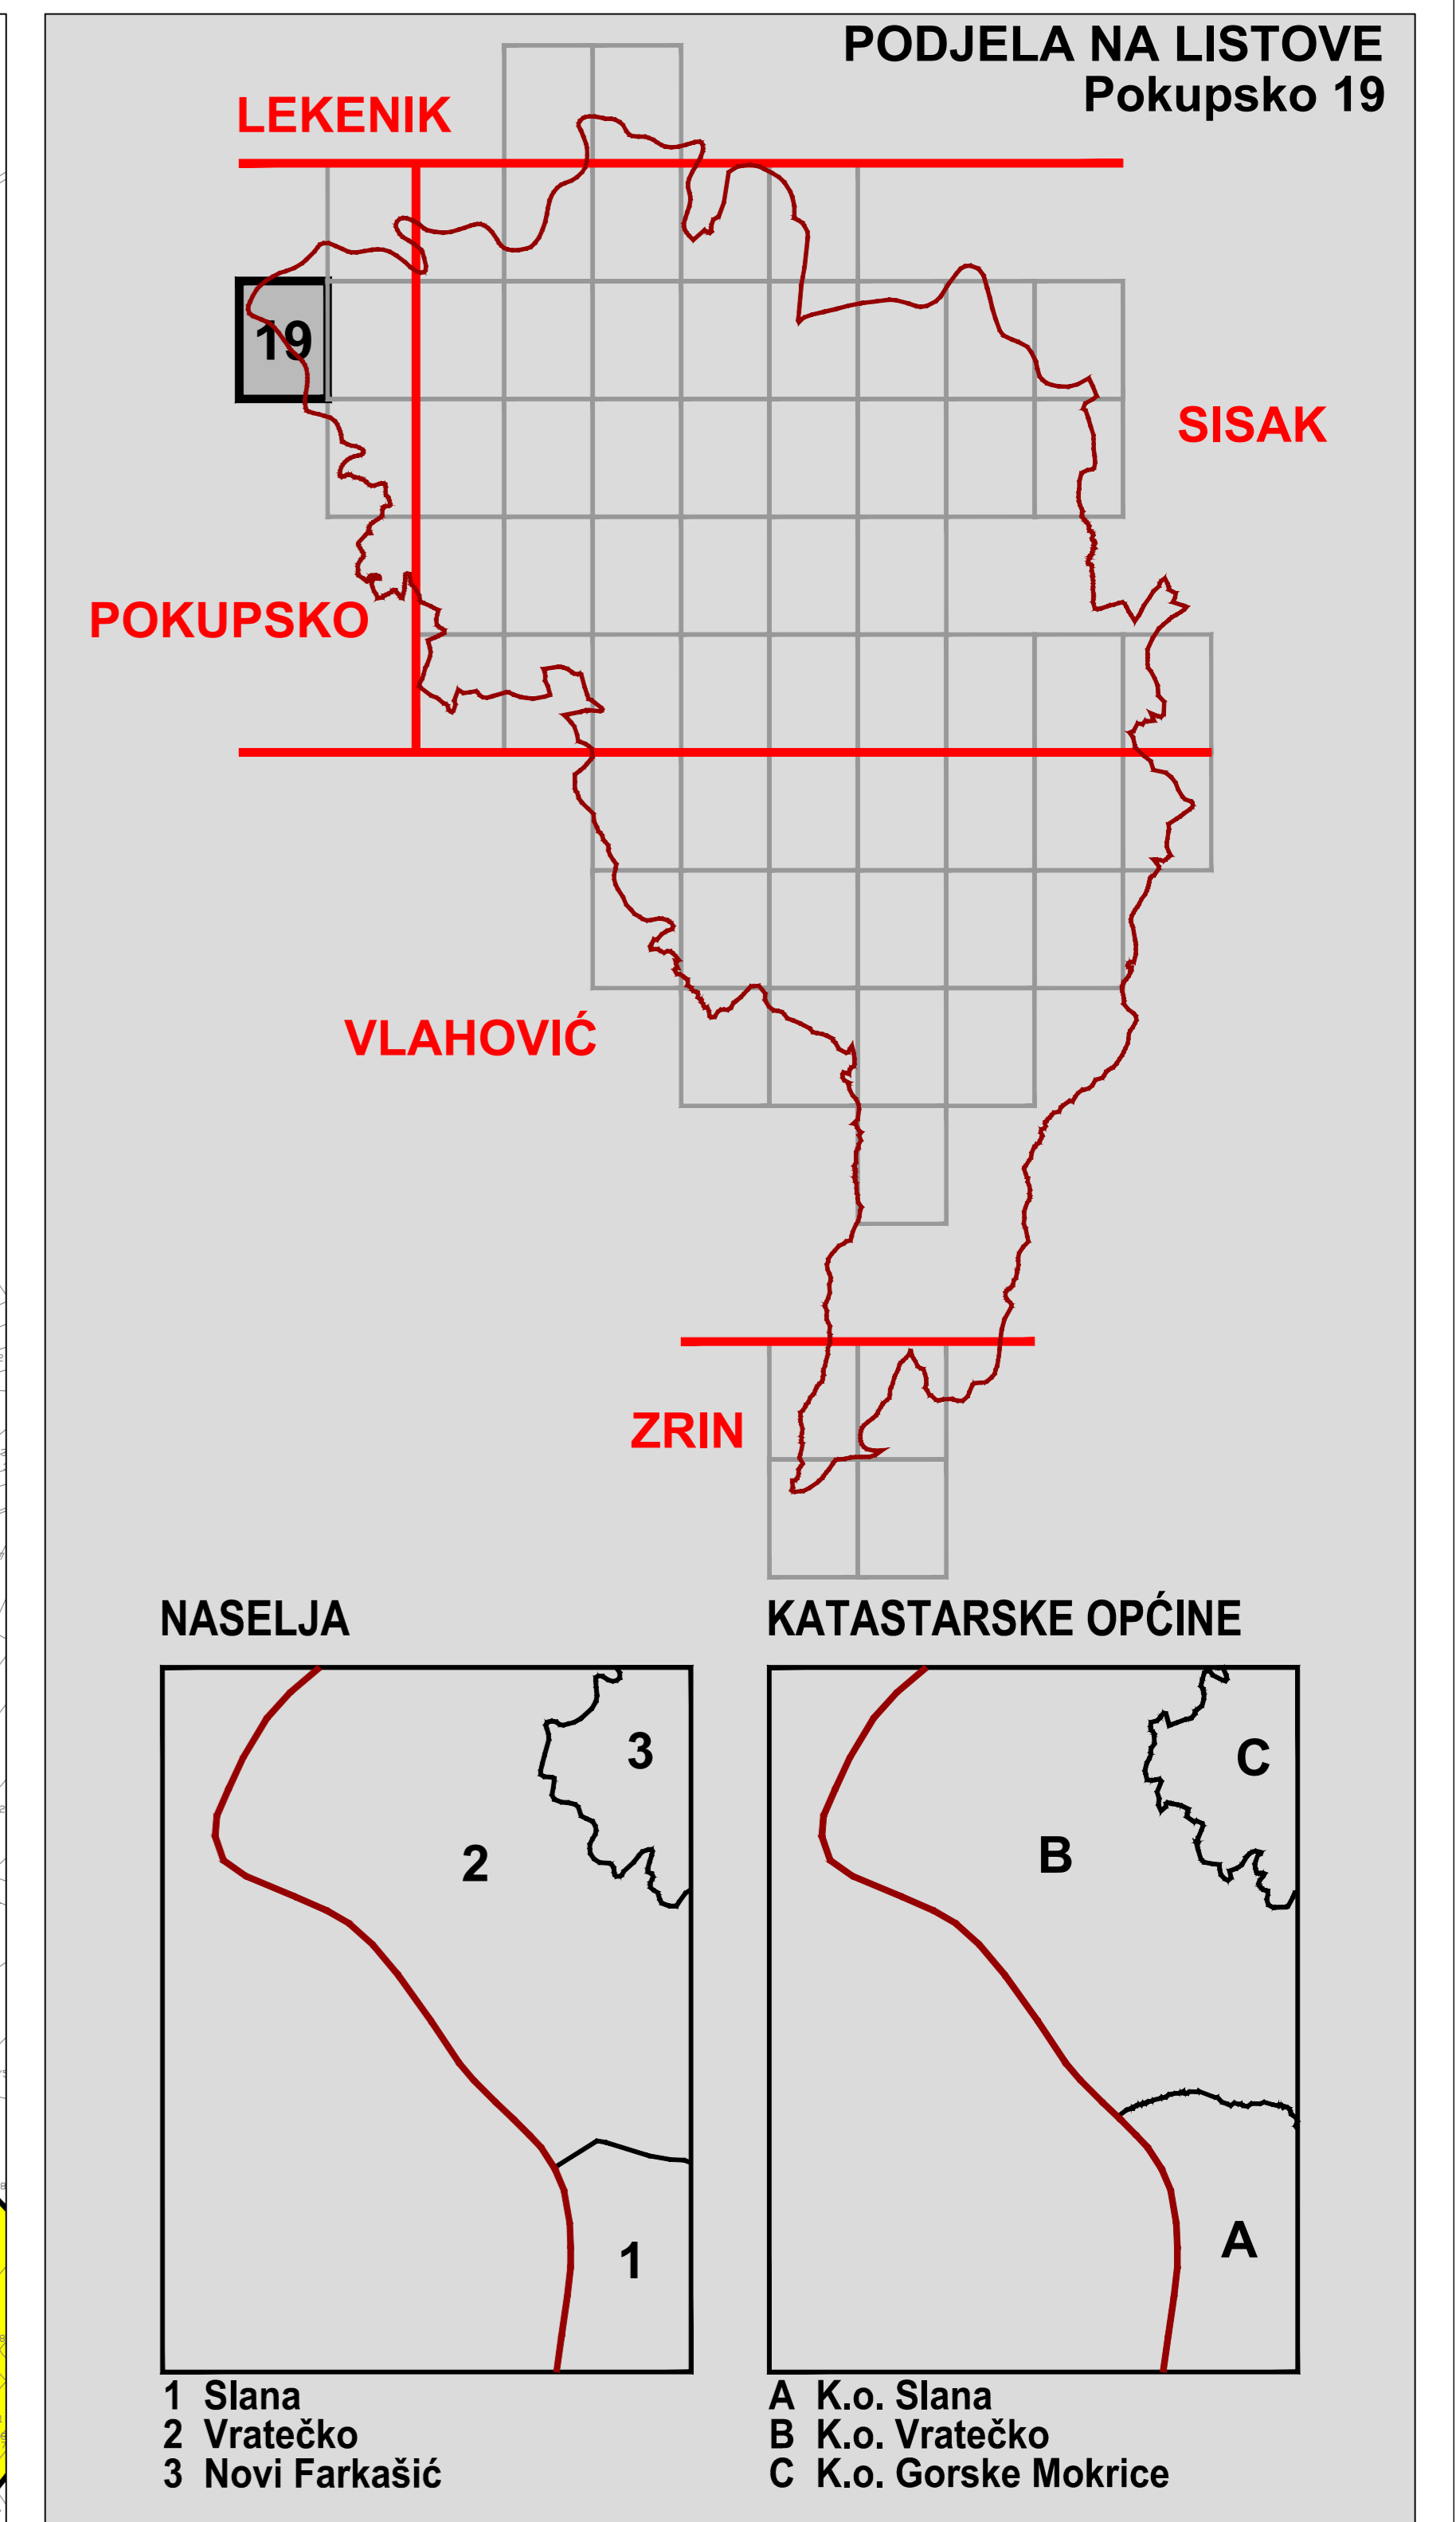 PODJELA NA LISTOVE
Pokupsko 19
LEKENIK
19
SISAK
POKUPSKO
VLAHOVIĆ
ZRIN
NASELJA
3
2
1
1 Slana
2 Vratečko
3 Novi Farkašić
KATASTARSKE OPĆINE
C
B
A
A K.o. Slana
B K.o. Vratečko
C K.o. Gorske Mokrice